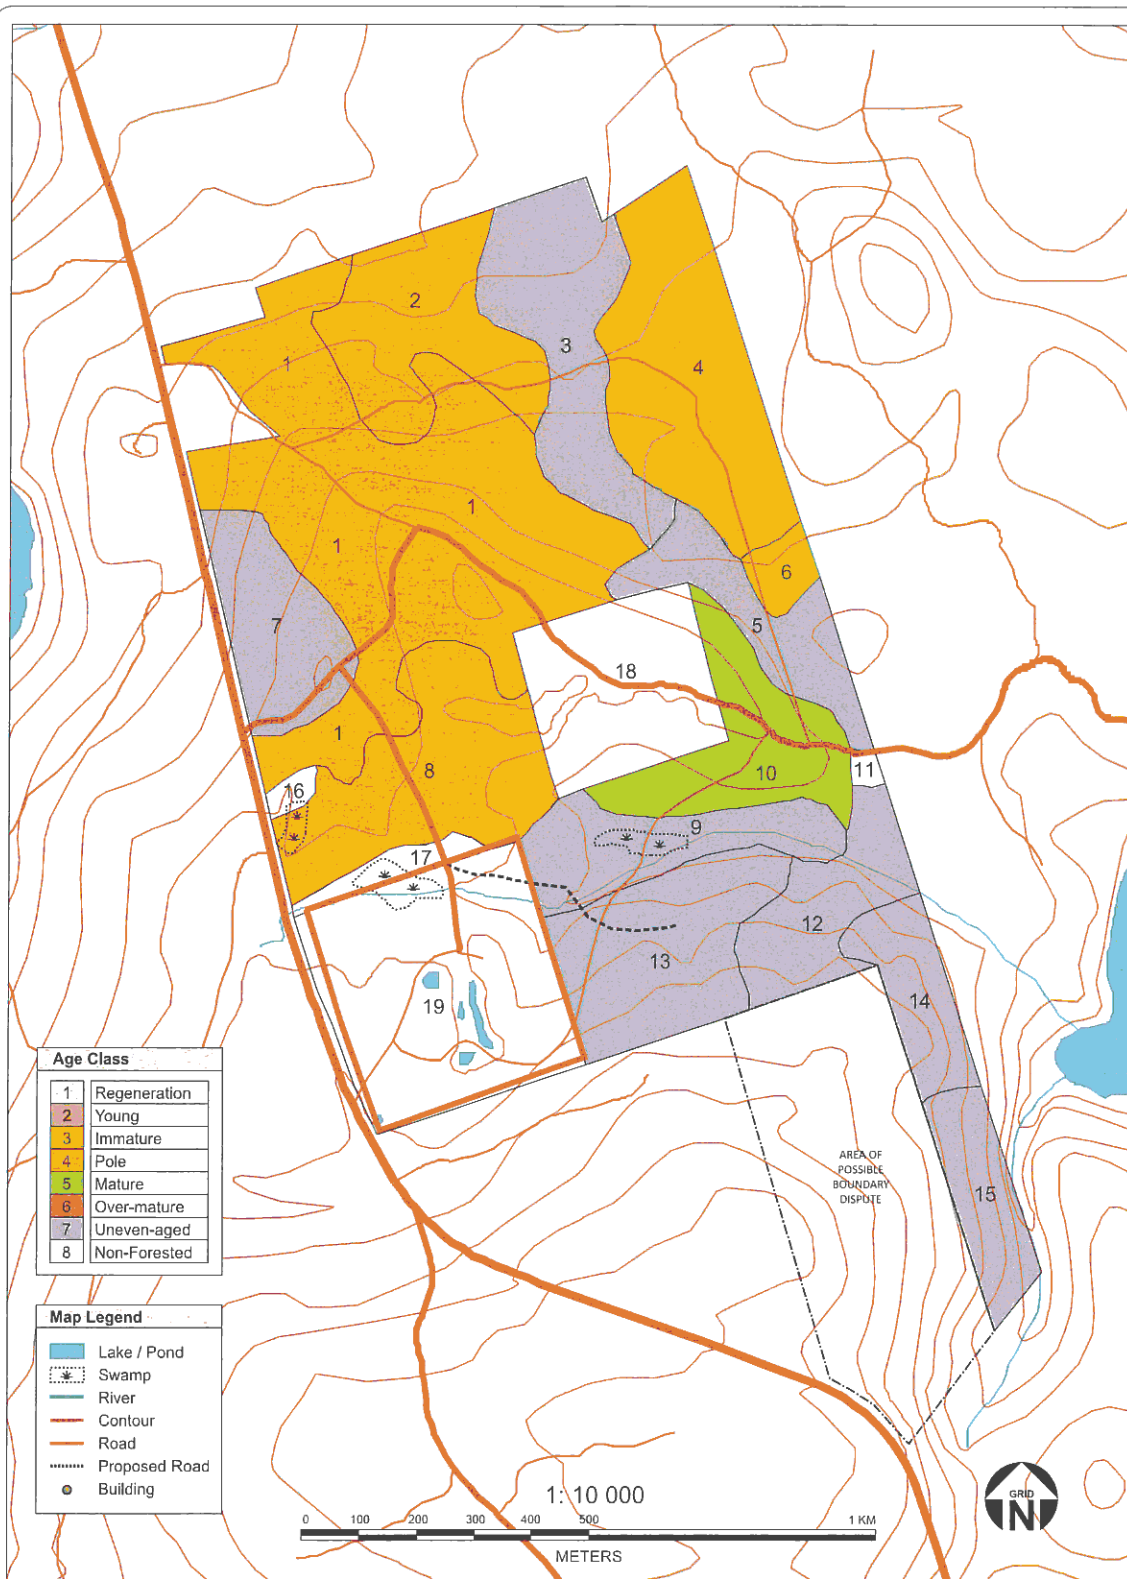 2
3
1
4
1
1
6
7
5
18
1
8
10
11
16
9
17
12
13
14
19
15
AREA OF
POSSIBLE
BOUNDARY
DISPUTE
Age Class
1 Regeneration
2 Young
3 Immature
4 Pole
5 Mature
6 Over-mature
7 Uneven-aged
8 Non-Forested
Map Legend
Lake / Pond
Swamp
River
Contour
Road
Proposed Road
Building
1: 10 000
0 100 200 300 400 500 1 KM
METERS
GRID
N